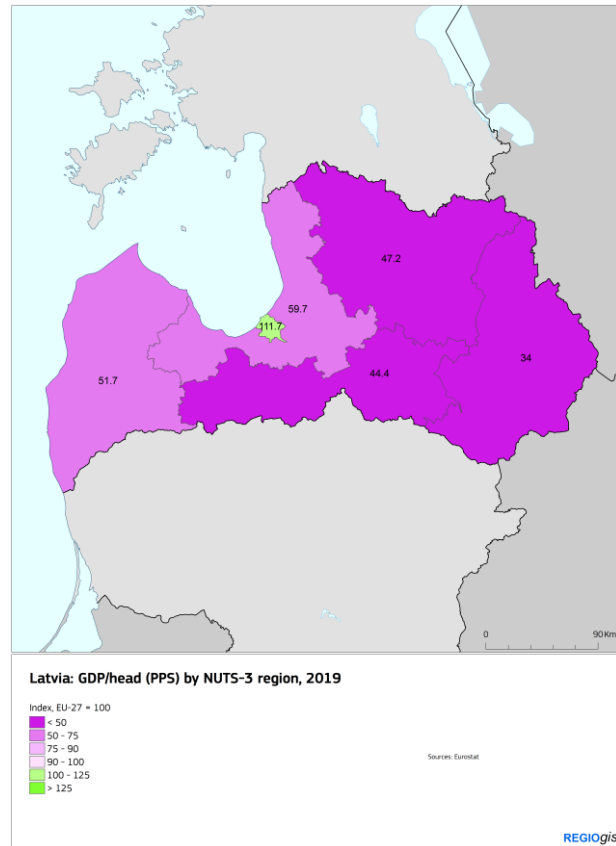 47.2
59.7
111.7
34
51.7
44.4
0 90 Km
Latvia: GDP/head (PPS) by NUTS-3 region, 2019
Index, EU-27 = 100
< 50
50 - 75
75 - 90
90 - 100
100 - 125
> 125
Sources: Eurostat
REGIOgis